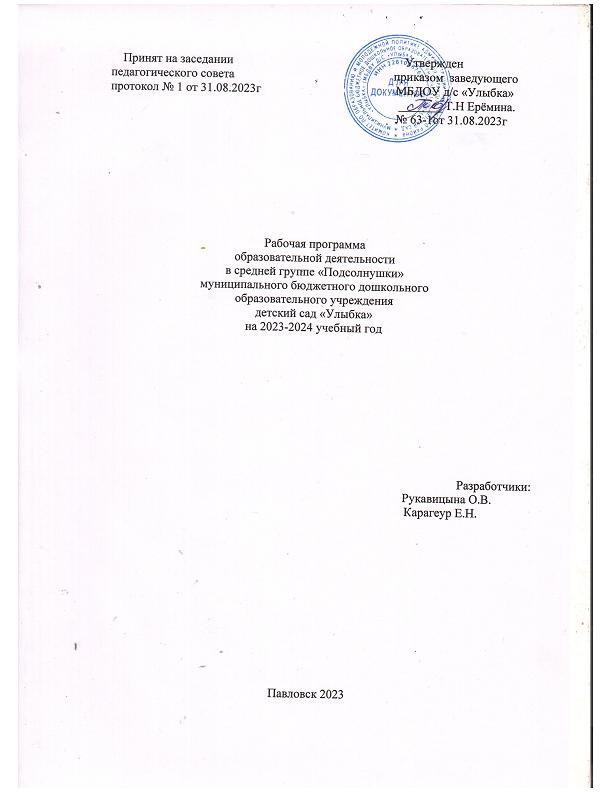 Принят на заседании
педагогического совета
протокол № 1 от 31.08.2023г
Утвержден
приказом заведующего
МБДОУ д/с «Улыбка»
Т.Н Ерёмина.
№ 63-1от 31.08.2023г
ДЛЯ
ДОКУМЕНТОВ
Рабочая программа
образовательной деятельности
в средней группе «Подсолнушки»
муниципального бюджетного дошкольного
образовательного учреждения
детский сад «Улыбка»
на 2023-2024 учебный год
Разработчики:
Рукавицына О.В.
Карагеур Е.Н.
Павловск 2023